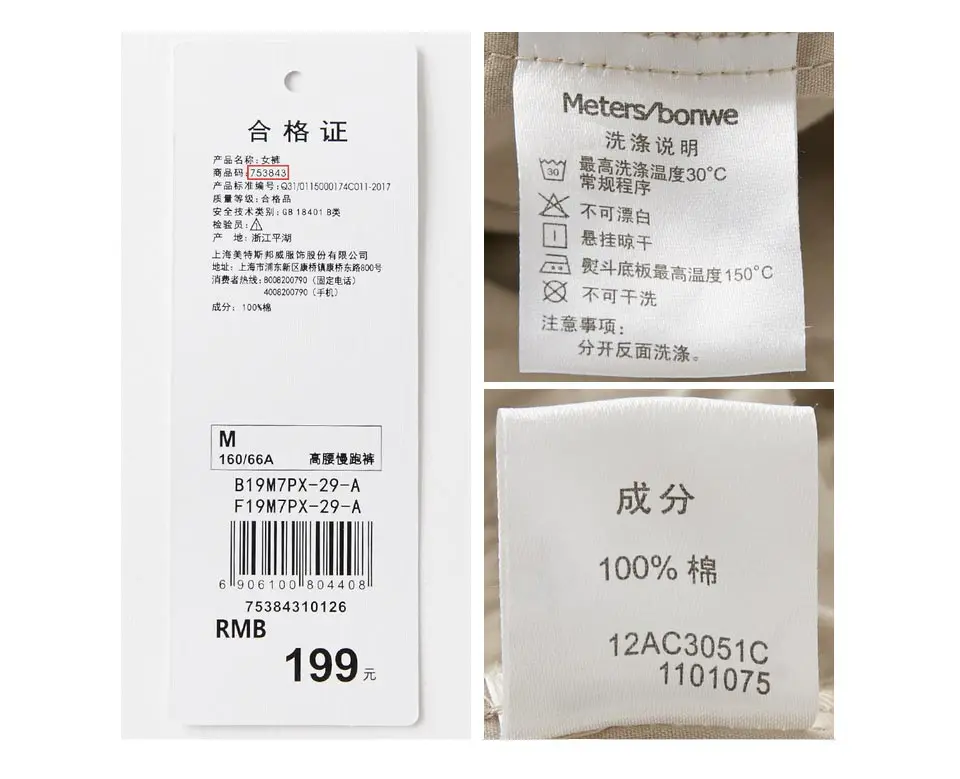 合格证
产品名称:女裤
商品码:753843
产品标准编号:Q31/0115000174C011-2017
质量等级:合格品
安全技术类别:GB 18401 B类
检验员:
产 地:浙江平湖
上海美特斯邦威服饰股份有限公司
地址:上海市浦东新区康桥镇康桥东路800号
消费者热线:8008200790(固定电话)
4008200790(手机)
成分:100%棉
M
160/66A 高腰慢跑裤
B19M7PX-29-A
F19M7PX-29-A
6 906100 804408
75384310126
RMB
199元
Meters/bonwe
洗涤说明
30 最高洗涤温度30°C
常规程序
不可漂白
悬挂晾干
熨斗底板最高温度150°C
不可干洗
注意事项:
分开反面洗涤。
成分
100% 棉
12AC3051C
1101075